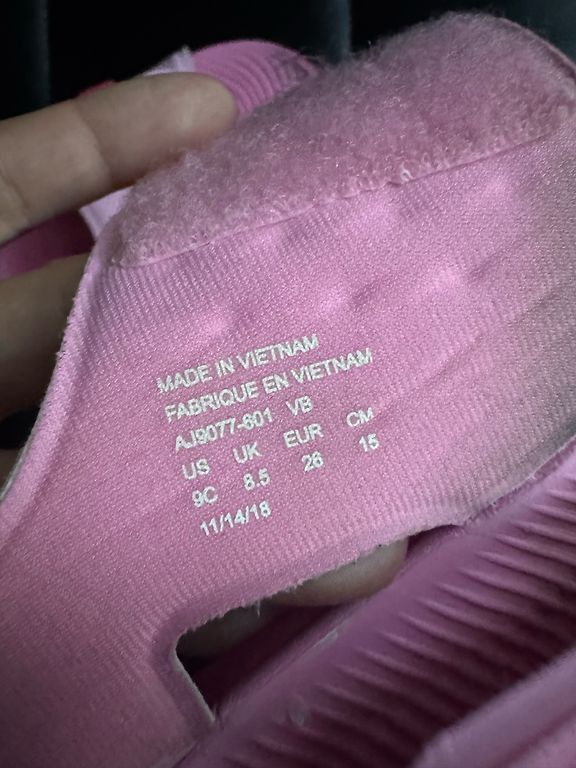 MADE IN VIETNAM
FABRIQUE EN VIETNAM
AJ9077-601 VB
US UK EUR CM
9C 8.5 26 15
11/14/18